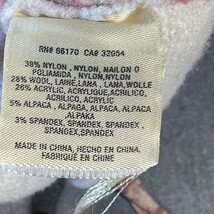 RN# 66170 CA# 32054
38% NYLON , NYLON, NAILON O
POLIAMIDA , NYLON,NYLON
28% WOOL, LAINE,LANA , LANA,WOLLE
26% ACRYLIC, ACRYLIQUE, ACRILICO,
ACRILICO, ACRYLIC
5% ALPACA, ALPAGA, ALPACA, ALPACA,
ALPAKA
3% SPANDEX, SPANDEX, SPANDEX,
SPANDEX, SPANDEX
MADE IN CHINA, HECHO EN CHINA,
FABRIQUÉ EN CHINE